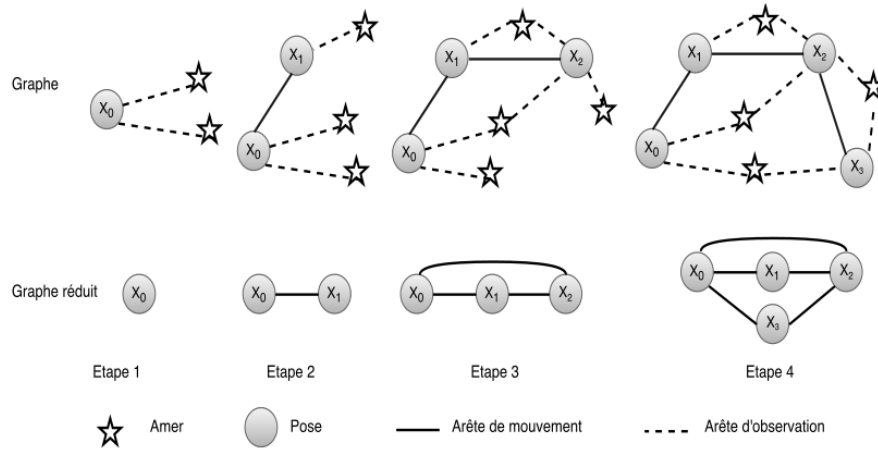 Graphe
X0
X0
X1
X0
X1
X2
X0
X1
X2
X3
Graphe réduit
X0
X0
X1
X0
X1
X2
X0
X1
X2
X3
Etape 1
Etape 2
Etape 3
Etape 4
Amer
Pose
Arête de mouvement
Arête d'observation